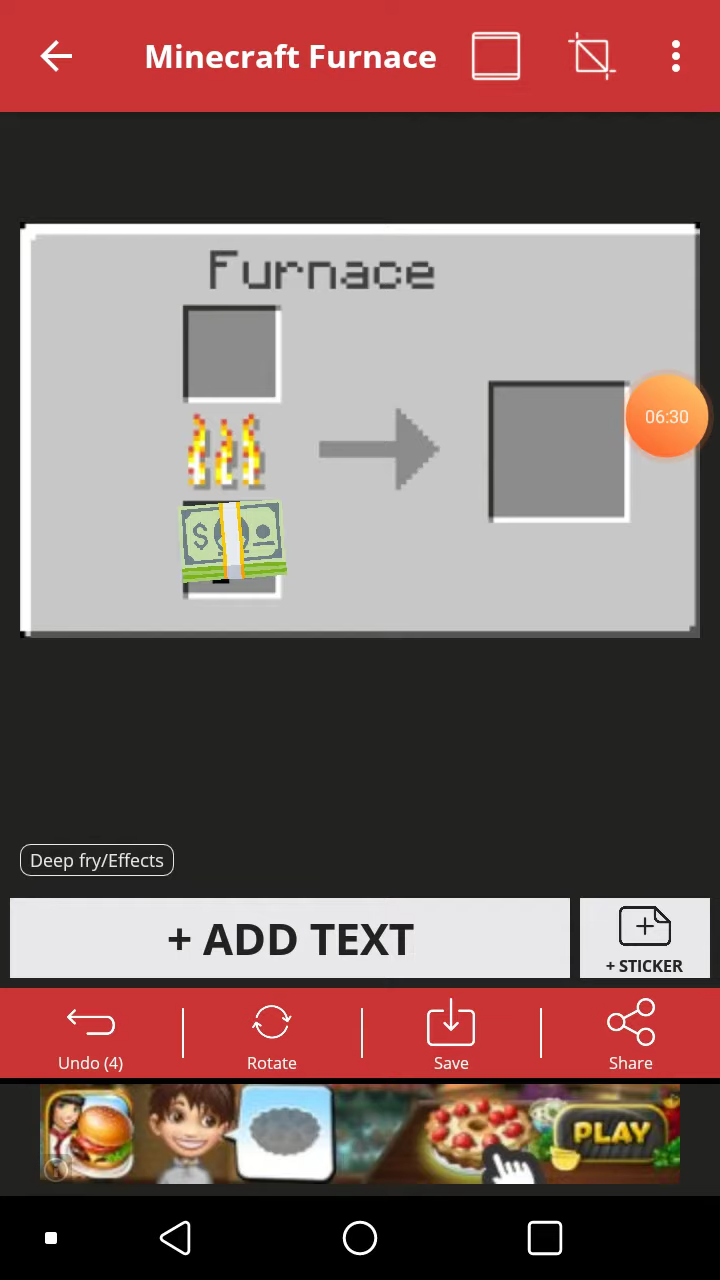 Minecraft Furnace
Furnace
06:30
$
Deep fry/Effects
+ ADD TEXT
+ STICKER
Undo (4)
Rotate
Save
Share
PLAY